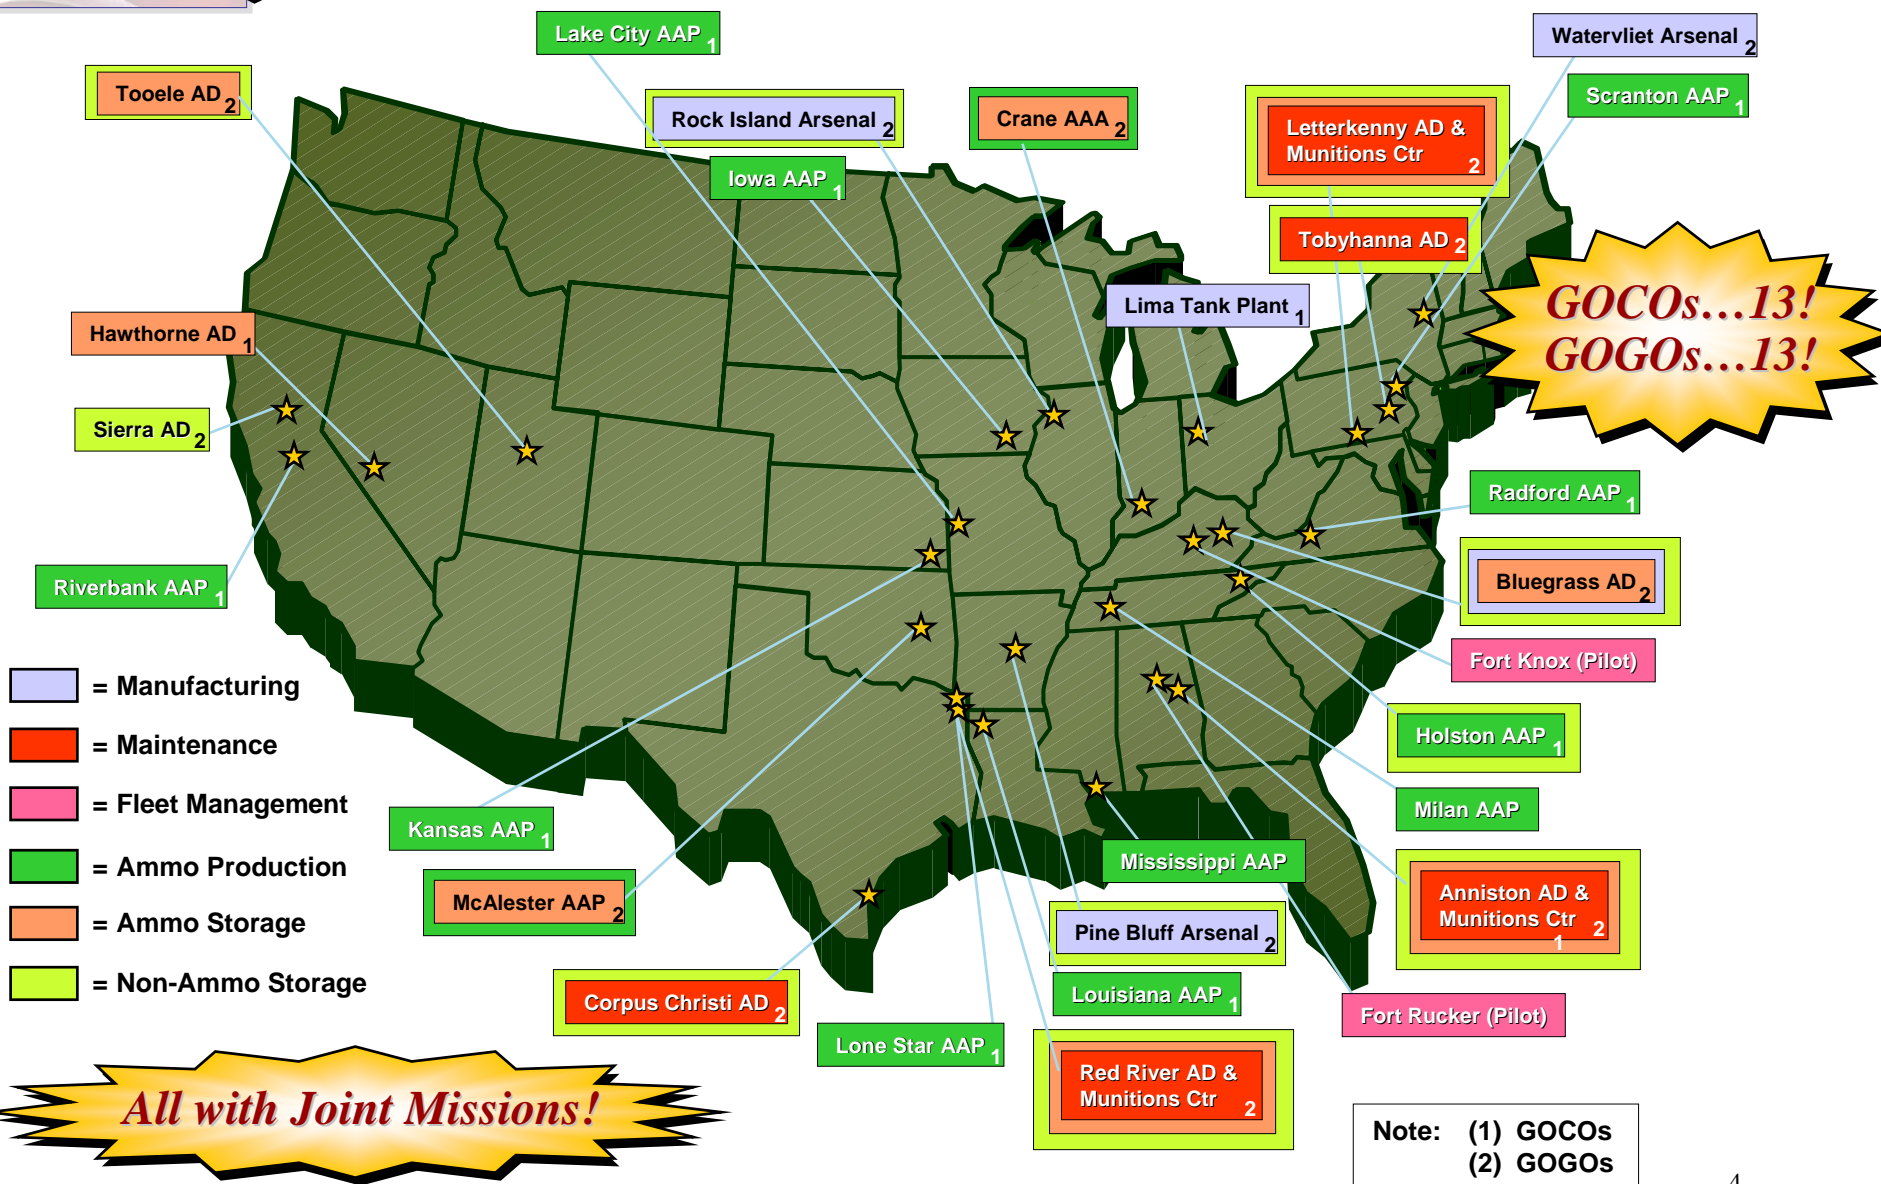 Lake City AAP 1
Watervliet Arsenal 2
Tooele AD 2
Scranton AAP 1
Rock Island Arsenal 2
Crane AAA 2
Letterkenny AD &
Munitions Ctr 2
Iowa AAP 1
Tobyhanna AD 2
Lima Tank Plant 1
GOCOs...13!
GOGOs...13!
Hawthorne AD 1
Sierra AD 2
Radford AAP 1
Riverbank AAP 1
Bluegrass AD 2
Fort Knox (Pilot)
= Manufacturing
= Maintenance
= Fleet Management
= Ammo Production
= Ammo Storage
= Non-Ammo Storage
Holston AAP 1
Milan AAP
Kansas AAP 1
Mississippi AAP
McAlester AAP 2
Anniston AD &
Munitions Ctr 2
1
Pine Bluff Arsenal 2
Corpus Christi AD 2
Louisiana AAP 1
Fort Rucker (Pilot)
Lone Star AAP 1
Red River AD &
Munitions Ctr 2
All with Joint Missions!
Note: (1) GOCOs
(2) GOGOs
4